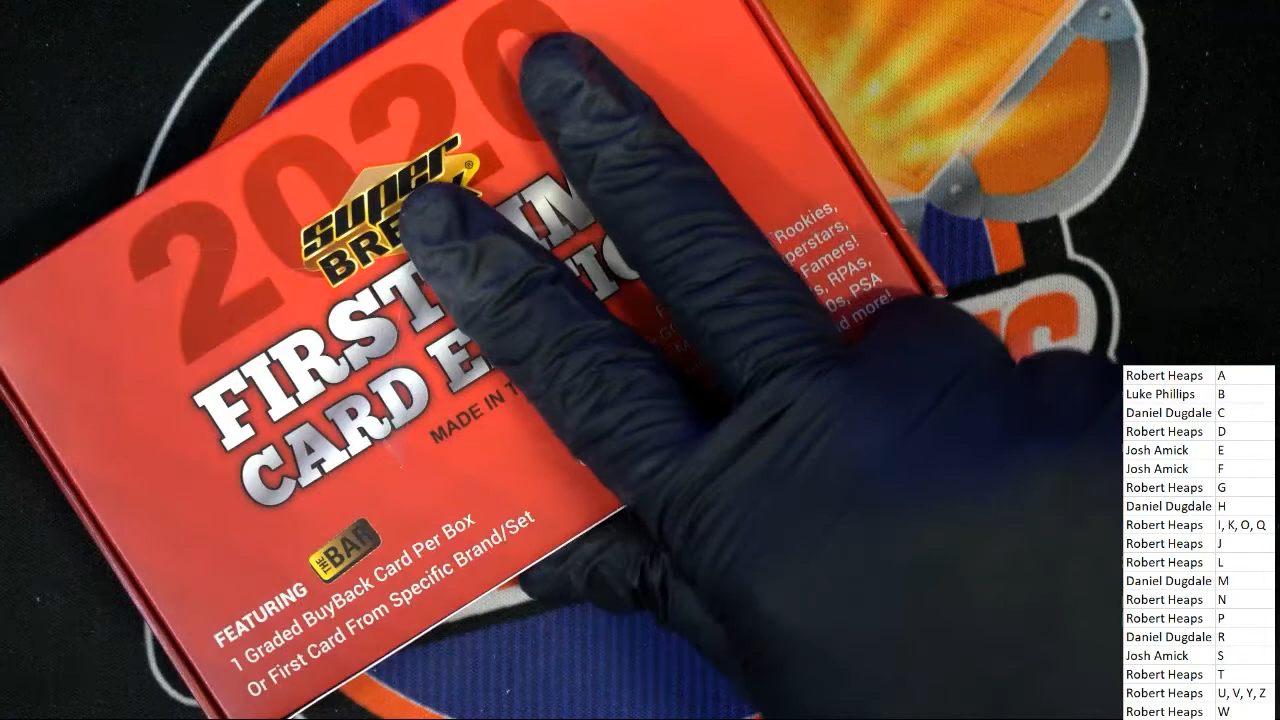 2020
super
FIRST
CARD
MADE IN
THE BAR
FEATURING
1 Graded BuyBack Card Per Box
Or First Card From Specific Brand/Set
Rookies,
Famers!
RPAs,
PSA
more!
Robert Heaps A
Luke Phillips B
Daniel Dugdale C
Robert Heaps D
Josh Amick E
Josh Amick F
Robert Heaps G
Daniel Dugdale H
Robert Heaps I, K, O, Q
Robert Heaps J
Robert Heaps L
Daniel Dugdale M
Robert Heaps N
Robert Heaps P
Daniel Dugdale R
Josh Amick S
Robert Heaps T
Robert Heaps U, V, Y, Z
Robert Heaps W